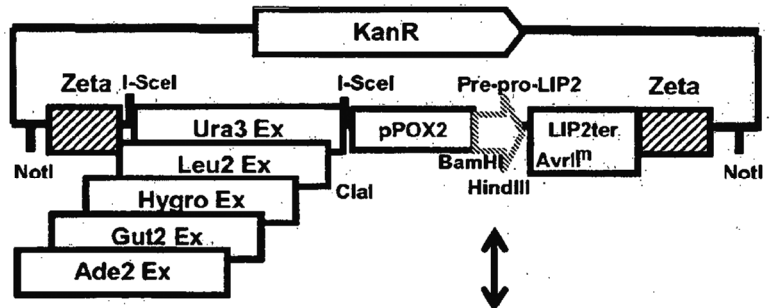 KanR
Zeta
I-SceI
I-SceI
Pre-pro-LIP2
Zeta
Ura3 Ex
pPOX2
LIP2ter
Leu2 Ex
BamHI
AvrII m
NotI
ClaI
HindIII
NotI
Hygro Ex
Gut2 Ex
Ade2 Ex